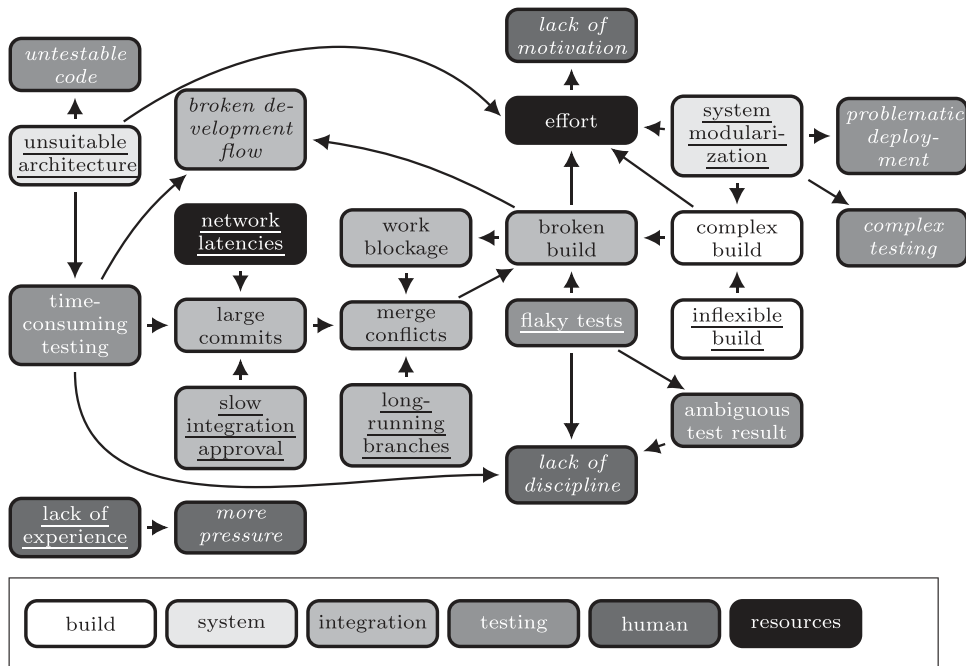 lack of
motivation
untestable
code
broken de-
velopment
flow
effort
system
modulari-
zation
problematic
deploy-
ment
unsuitable
architecture
network
latencies
work
blockage
broken
build
complex
build
complex
testing
time-
consuming
testing
large
commits
merge
conflicts
flaky tests
inflexible
build
slow
integration
approval
long-
running
branches
ambiguous
test result
lack of
discipline
lack of
experience
more
pressure
build
system
integration
testing
human
resources